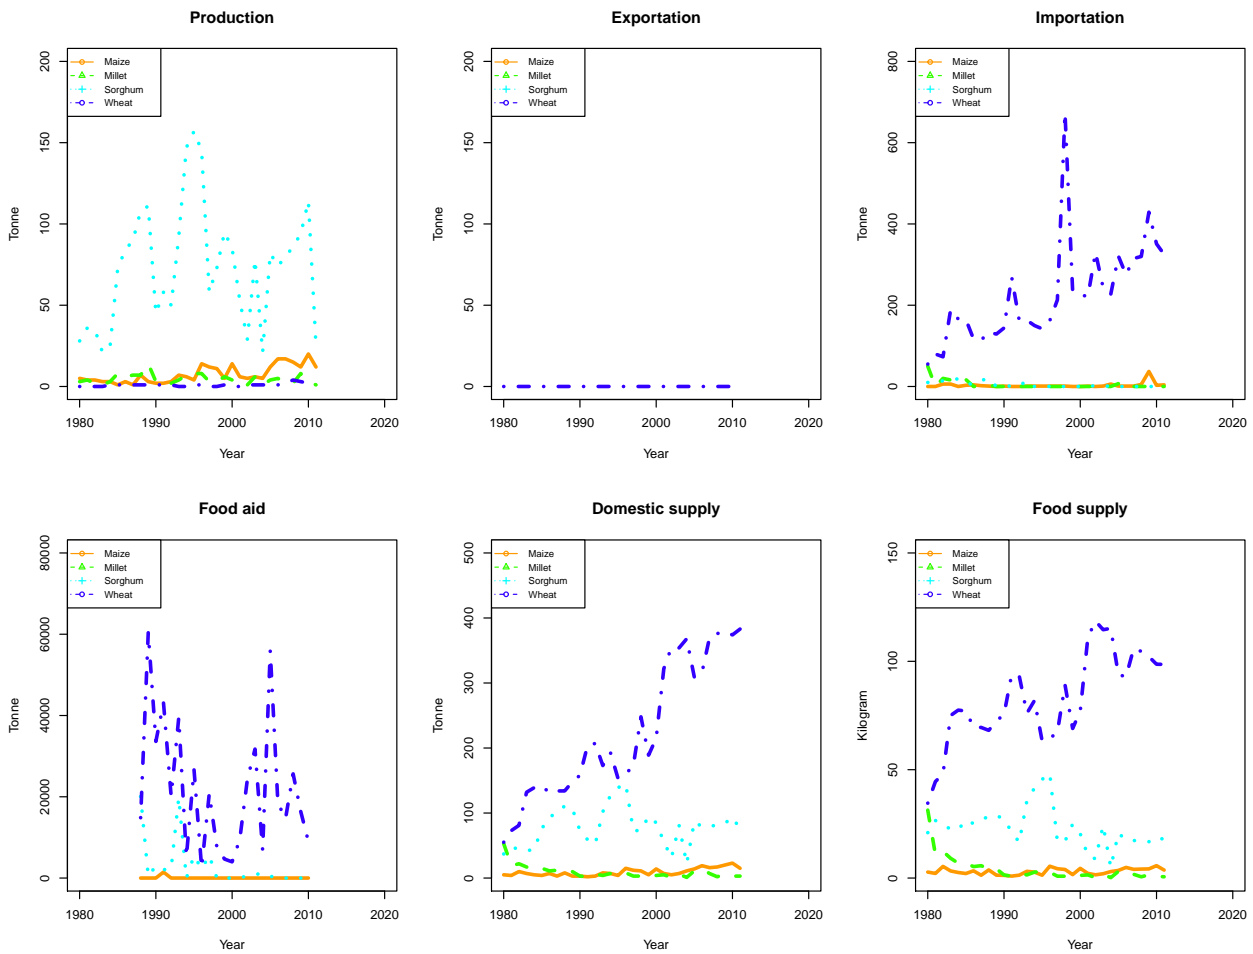 Production
Tonne
200
150
100
50
0
Maize
Millet
Sorghum
Wheat
1980 1990 2000 2010 2020
Year
Exportation
Tonne
200
150
100
50
0
Maize
Millet
Sorghum
Wheat
1980 1990 2000 2010 2020
Year
Importation
Tonne
800
600
400
200
0
Maize
Millet
Sorghum
Wheat
1980 1990 2000 2010 2020
Year
Food aid
Tonne
80000
60000
40000
20000
0
Maize
Millet
Sorghum
Wheat
1980 1990 2000 2010 2020
Year
Domestic supply
Tonne
500
400
300
200
100
0
Maize
Millet
Sorghum
Wheat
1980 1990 2000 2010 2020
Year
Food supply
Kilogram
150
100
50
0
Maize
Millet
Sorghum
Wheat
1980 1990 2000 2010 2020
Year